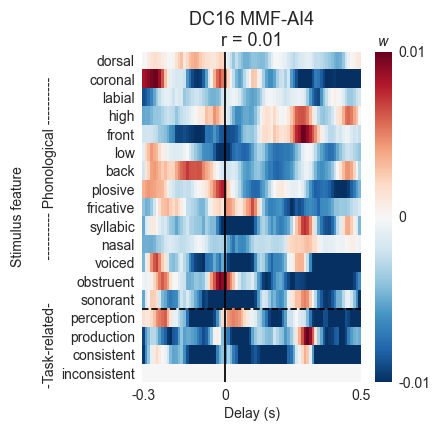 DC16 MMF-AI4
r = 0.01
w
dorsal
coronal
labial
high
front
low
back
plosive
fricative
syllabic
nasal
voiced
obstruent
sonorant
perception
production
consistent
inconsistent
Stimulus feature
-Task-related- ---------- Phonological ----------
0.01
0
-0.01
-0.3 0 0.5
Delay (s)